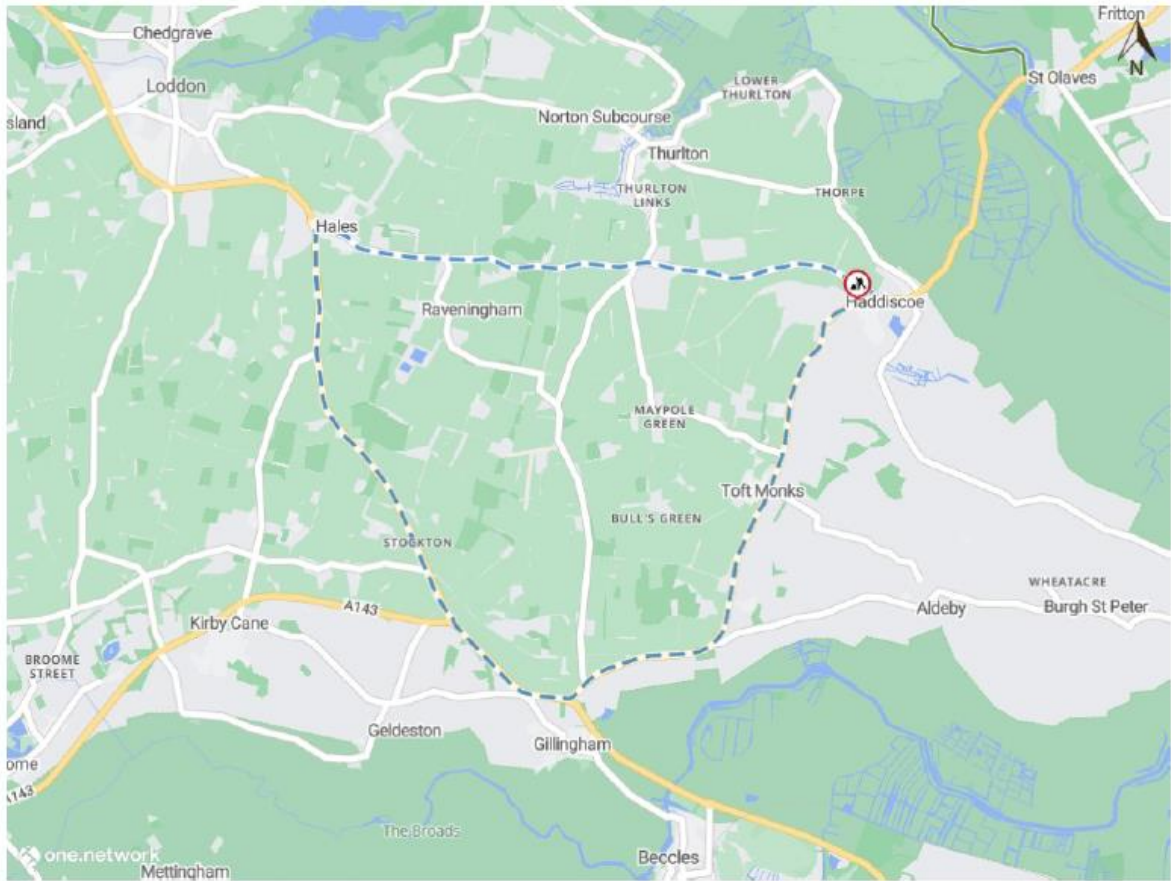 Fritton
Chedgrave
N
St Olaves
LOWER
THURLTON
Loddon
Norton Subcourse
sland
Thurlton
THURLTON
LINKS
THORPE
Hales
Haddiscoe
Raveningham
MAYPOLE
GREEN
Toft Monks
BULL'S GREEN
STOCKTON
WHEATACRE
A143
Aldeby
Burgh St Peter
Kirby Cane
BROOME
STREET
Geldeston
Gillingham
ome
A143
The Broads
one.network
Beccles
Mettingham